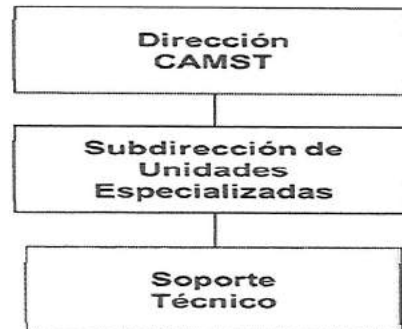 Dirección
CAMST
Subdirección de
Unidades
Especializadas
Soporte
Técnico